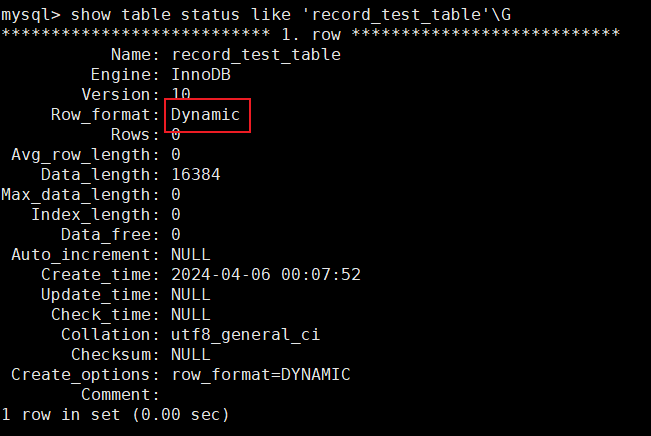 mysql> show table status like 'record_test_table'\G
*************************** 1. row ***************************
Name: record_test_table
Engine: InnoDB
Version: 10
Row_format: Dynamic
Rows: 0
Avg_row_length: 0
Data_length: 16384
Max_data_length: 0
Index_length: 0
Data_free: 0
Auto_increment: NULL
Create_time: 2024-04-06 00:07:52
Update_time: NULL
Check_time: NULL
Collation: utf8_general_ci
Checksum: NULL
Create_options: row_format=DYNAMIC
Comment:
1 row in set (0.00 sec)